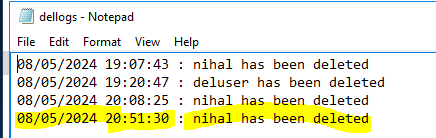 dellogs - Notepad
File Edit Format View Help
08/05/2024 19:07:43 : nihal has been deleted
08/05/2024 19:20:47 : deluser has been deleted
08/05/2024 20:08:25 : nihal has been deleted
08/05/2024 20:51:30 : nihal has been deleted